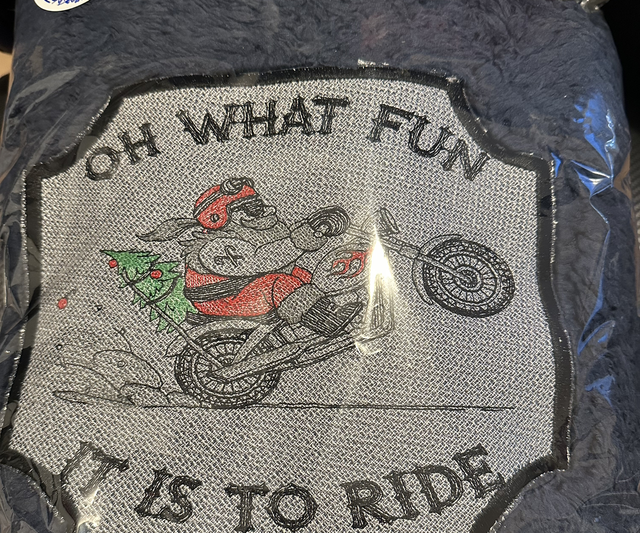 OH WHAT FUN
IT IS TO RIDE